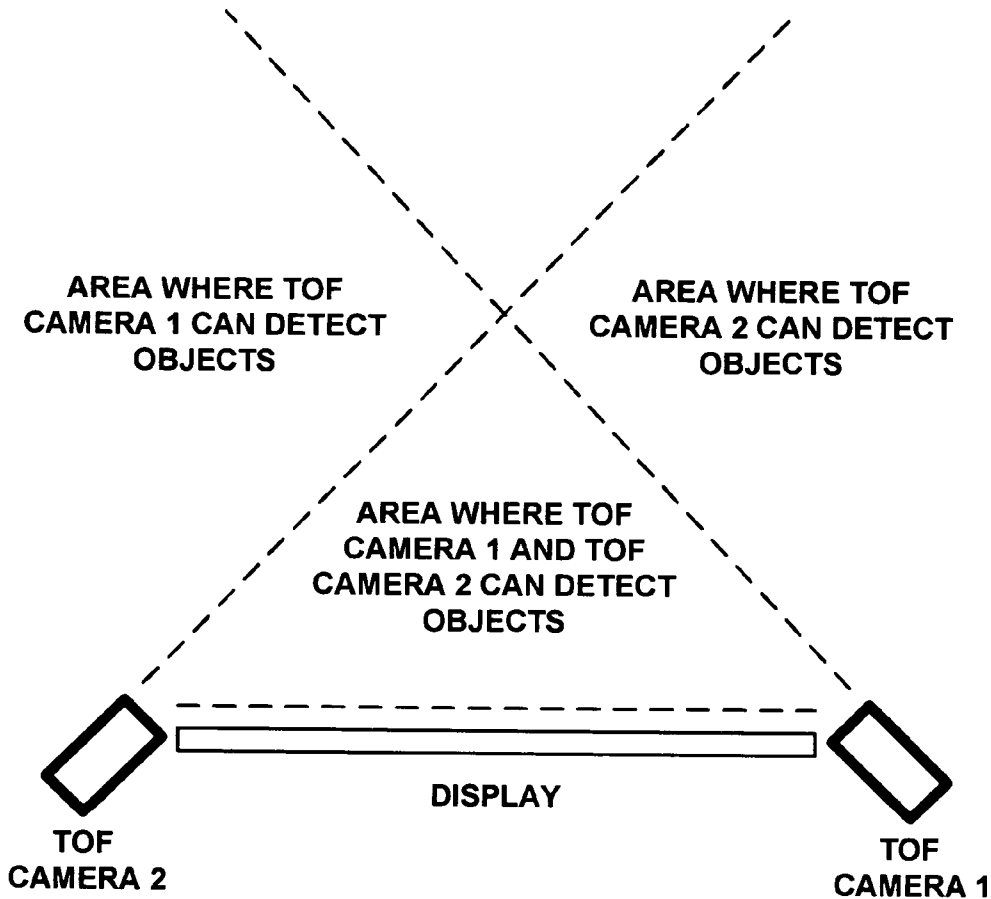 AREA WHERE TOF
CAMERA 1 CAN DETECT
OBJECTS
AREA WHERE TOF
CAMERA 2 CAN DETECT
OBJECTS
AREA WHERE TOF
CAMERA 1 AND TOF
CAMERA 2 CAN DETECT
OBJECTS
DISPLAY
TOF
CAMERA 2
TOF
CAMERA 1